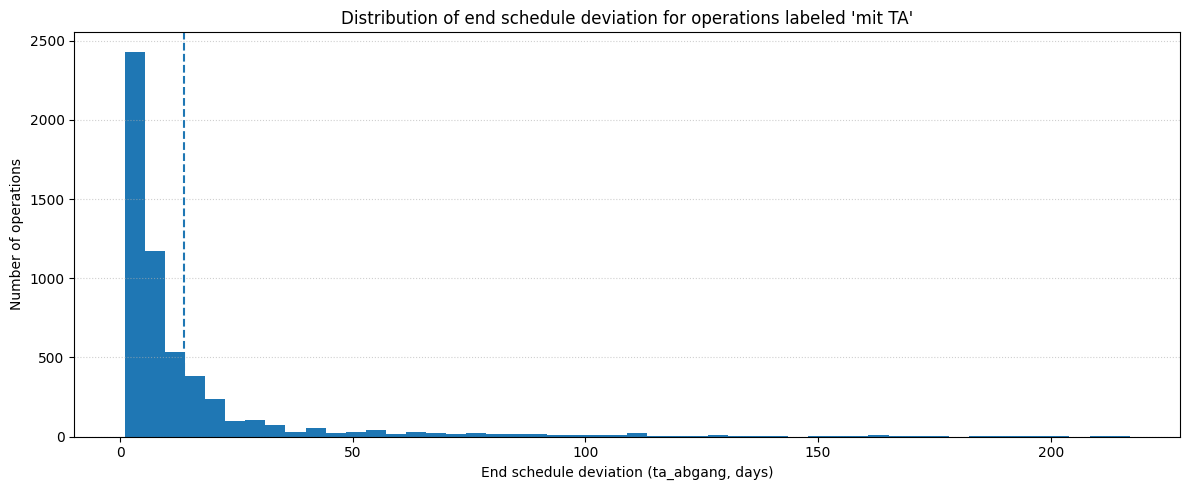 Distribution of end schedule deviation for operations labeled 'mit TA'
Number of operations
2500
2000
1500
1000
500
0
0 50 100 150 200
End schedule deviation (ta_abgang, days)